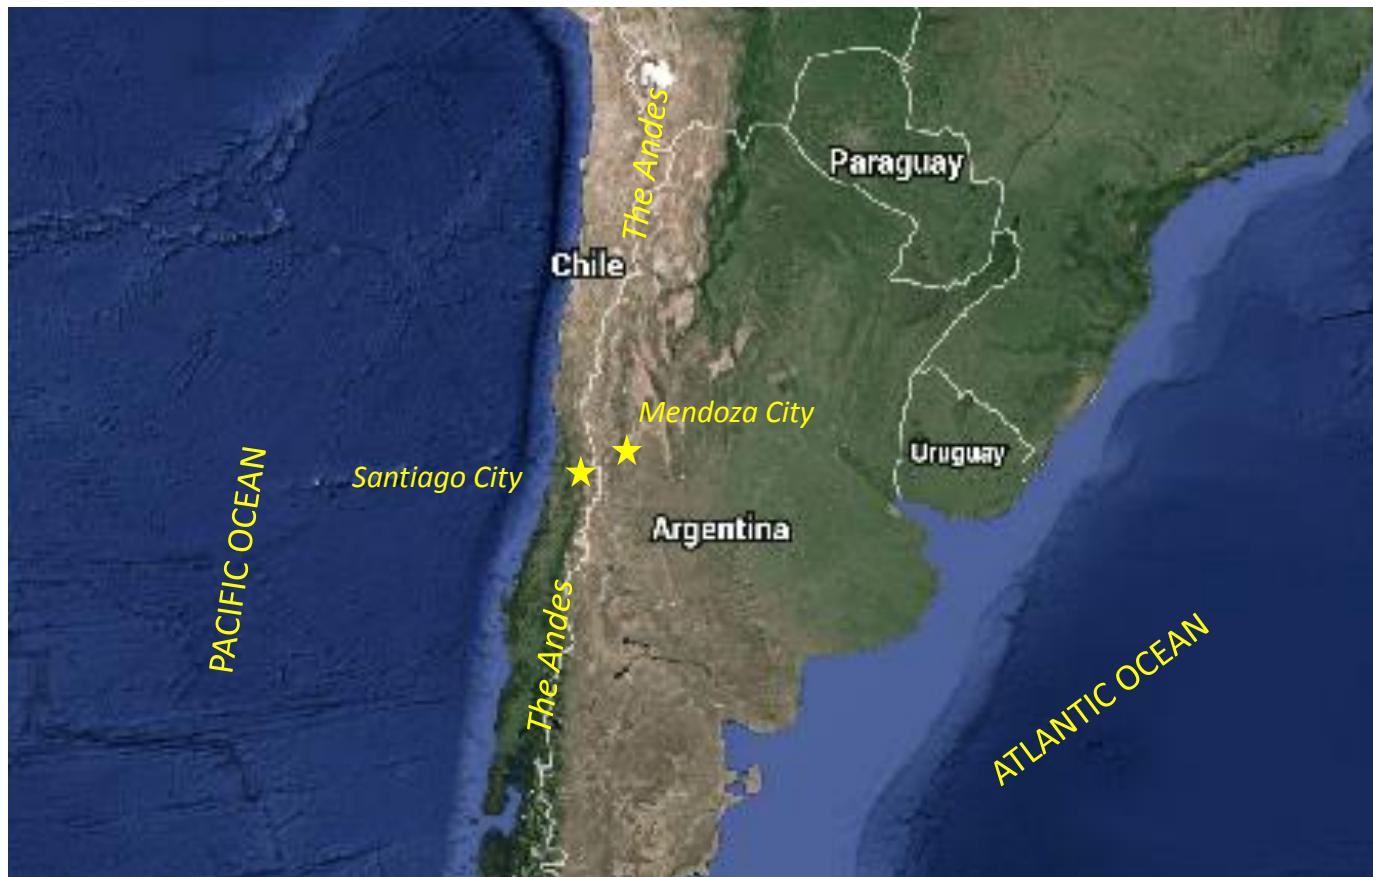 The Andes
Paraguay
Chile
Mendoza City
Santiago City
Uruguay
PACIFIC OCEAN
Argentina
The Andes
ATLANTIC OCEAN